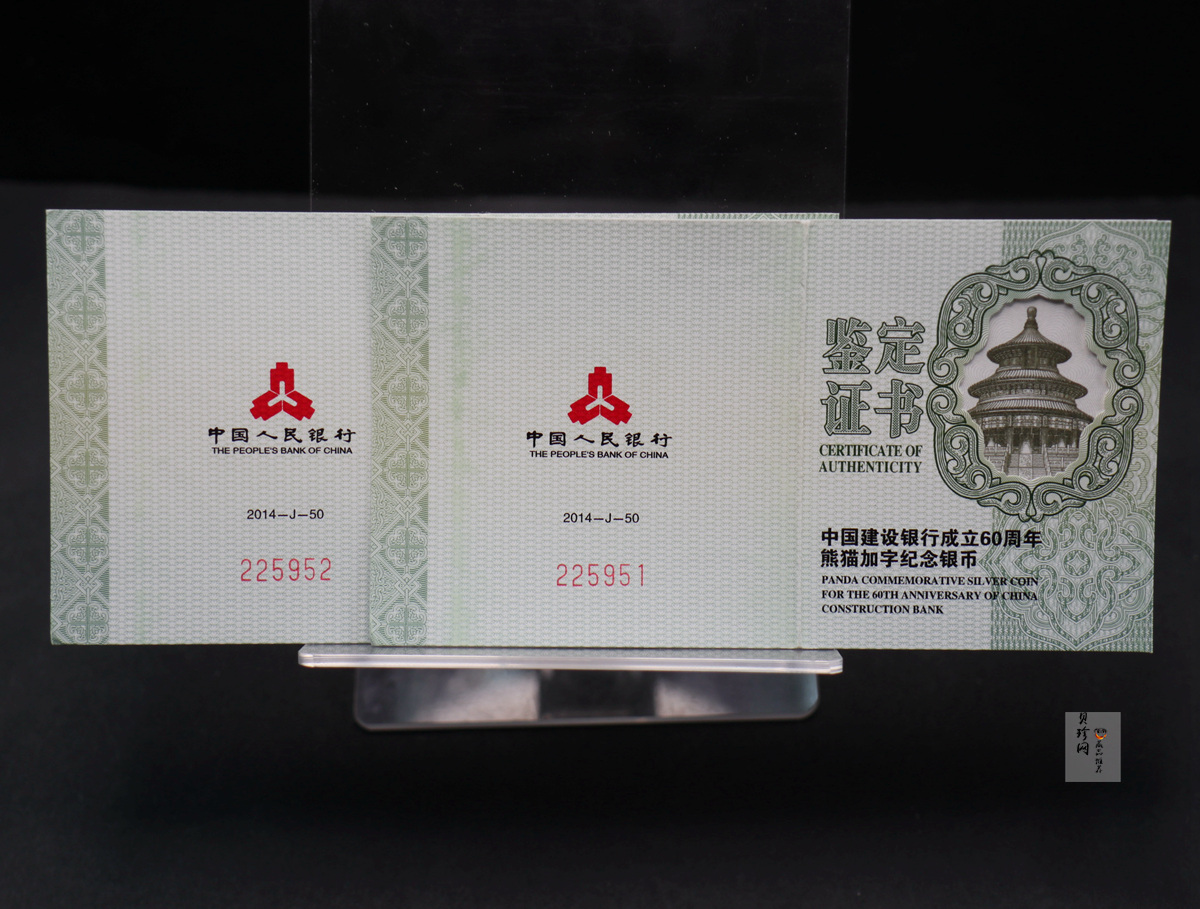 中国人民银行
THE PEOPLE'S BANK OF CHINA
2014-J-50
225952
中国人民银行
THE PEOPLE'S BANK OF CHINA
2014-J-50
225951
鉴定
证书
CERTIFICATE OF
AUTHENTICITY
中国建设银行成立60周年
熊猫加字纪念银币
PANDA COMMEMORATIVE SILVER COIN
FOR THE 60TH ANNIVERSARY OF CHINA
CONSTRUCTION BANK
贝珍网